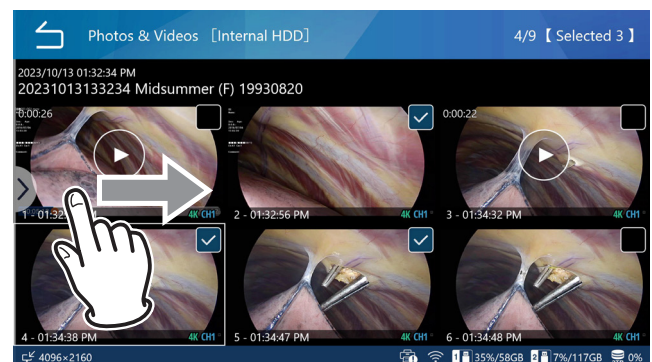 Photos & Videos [Internal HDD]
4/9 【 Selected 3 】
2023/10/13 01:32:34 PM
20231013133234 Midsummer (F) 19930820
0:00:26
0:00:22
4K CH1
2 - 01:32:56 PM
4K CH1
3 - 01:34:32 PM
4K CH1
4 - 01:34:38 PM
4K CH1
5 - 01:34:47 PM
4K CH1
6 - 01:34:48 PM
4K CH1
4096×2160
1 35%/58GB
2 7%/117GB
0%